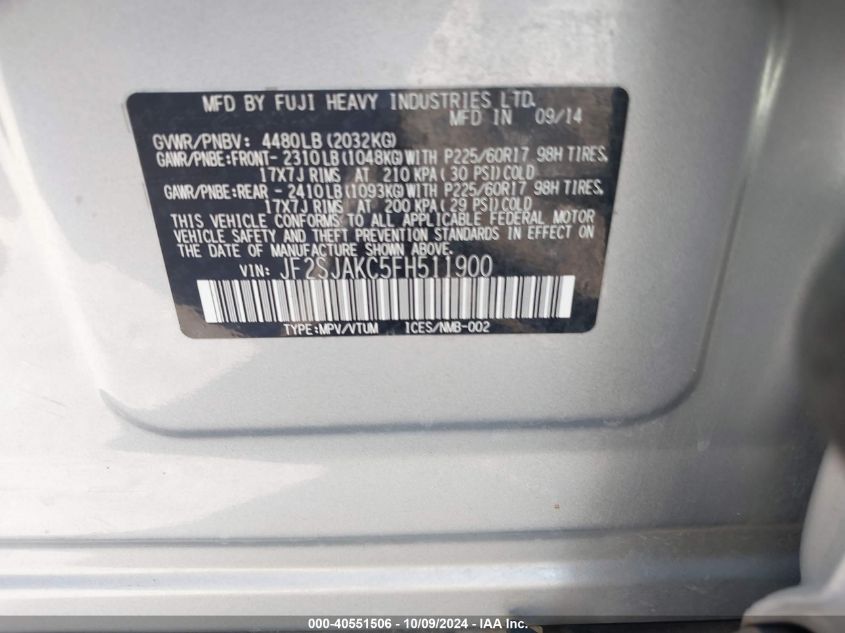 MFD BY FUJI HEAVY INDUSTRIES LTD.
MFD IN 09/14
GVWR/PNBV: 4480LB (2032KG)
GAWR/PNBE:FRONT- 2310LB (1048KG) WITH P225/60R17 98H TIRES,
17X7J RIMS AT 210 KPA ( 30 PSI) COLD
GAWR/PNBE:REAR - 2410LB (1093KG) WITH P225/60R17 98H TIRES,
17X7J RIMS AT 200 KPA (29 PSI) COLD
THIS VEHICLE CONFORMS TO ALL APPLICABLE FEDERAL MOTOR
VEHICLE SAFETY AND THEFT PREVENTION STANDARDS IN EFFECT ON
THE DATE OF MANUFACTURE SHOWN ABOVE.
VIN: JF2SJAKC5FH511900
TYPE:MPV/VTUM ICES/NMB-002
000-40551506 - 10/09/2024 - IAA Inc.